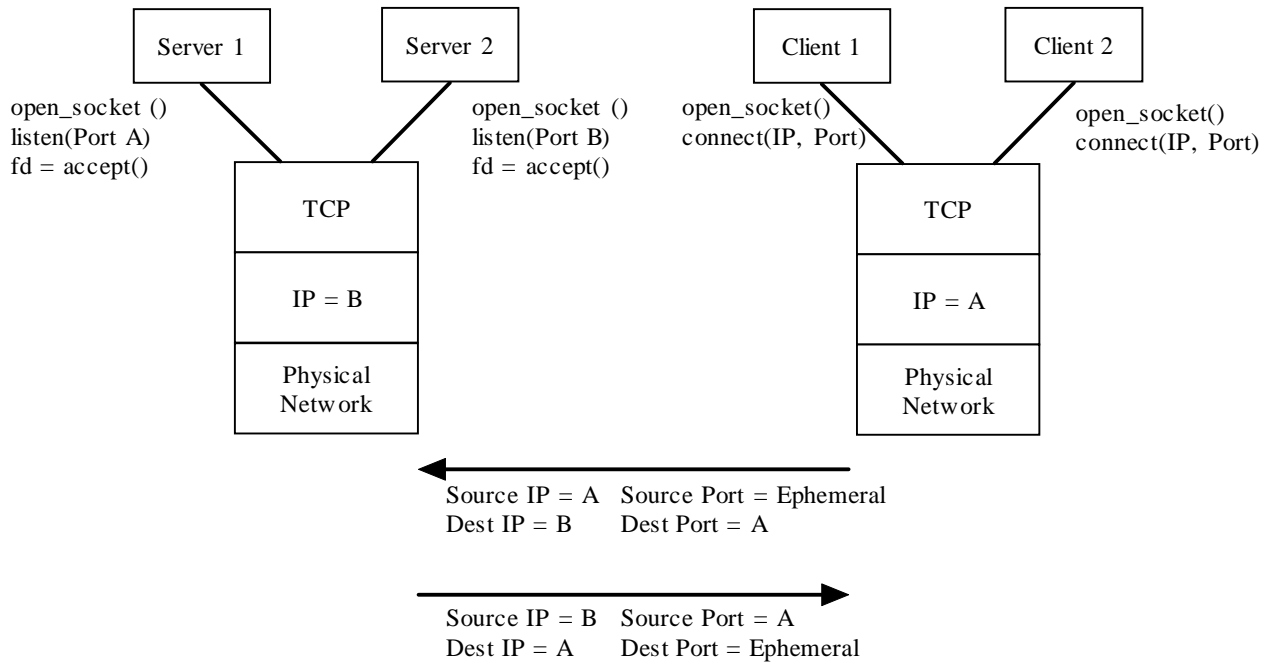 Server 1
Server 2
Client 1
Client 2
open_socket ()
listen(Port A)
fd = accept()
open_socket ()
listen(Port B)
fd = accept()
open_socket()
connect(IP, Port)
open_socket()
connect(IP, Port)
TCP
IP = B
Physical
Network
TCP
IP = A
Physical
Network
Source IP = A Source Port = Ephemeral
Dest IP = B Dest Port = A
Source IP = B Source Port = A
Dest IP = A Dest Port = Ephemeral